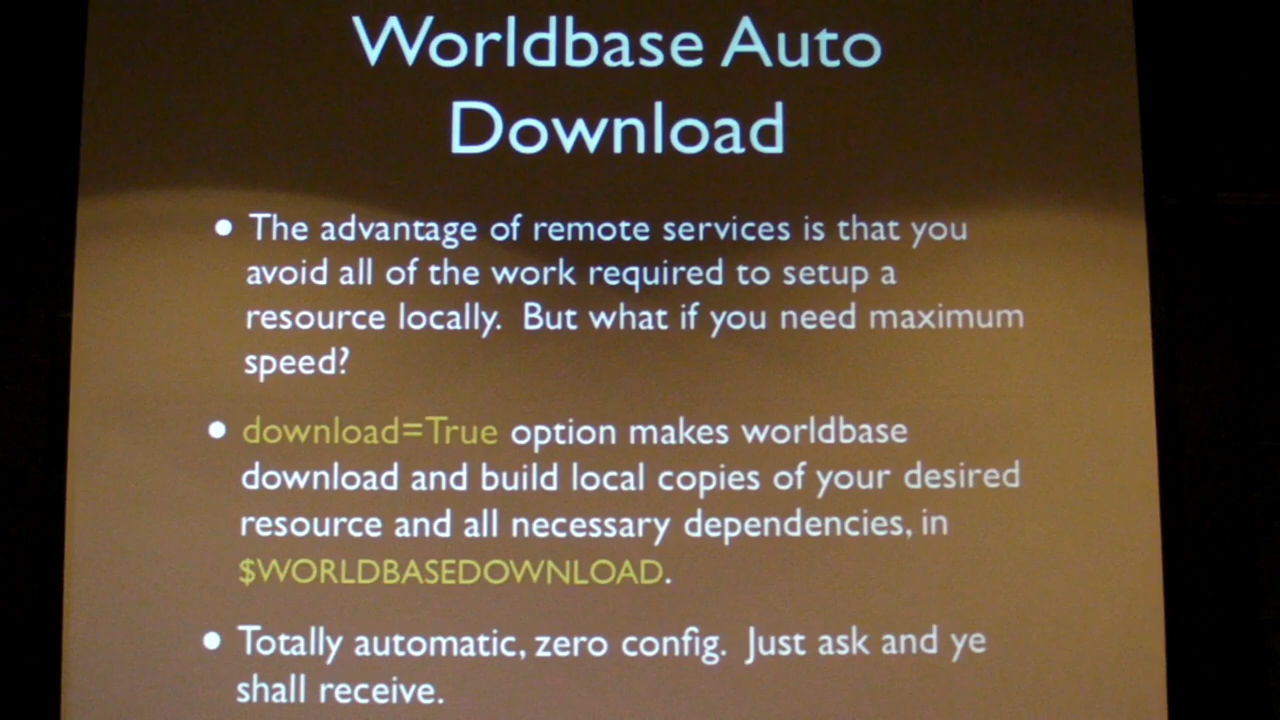 Worldbase Auto
Download
• The advantage of remote services is that you
avoid all of the work required to setup a
resource locally. But what if you need maximum
speed?
• download=True option makes worldbase
download and build local copies of your desired
resource and all necessary dependencies, in
$WORLDBASEDOWNLOAD.
• Totally automatic, zero config. Just ask and ye
shall receive.